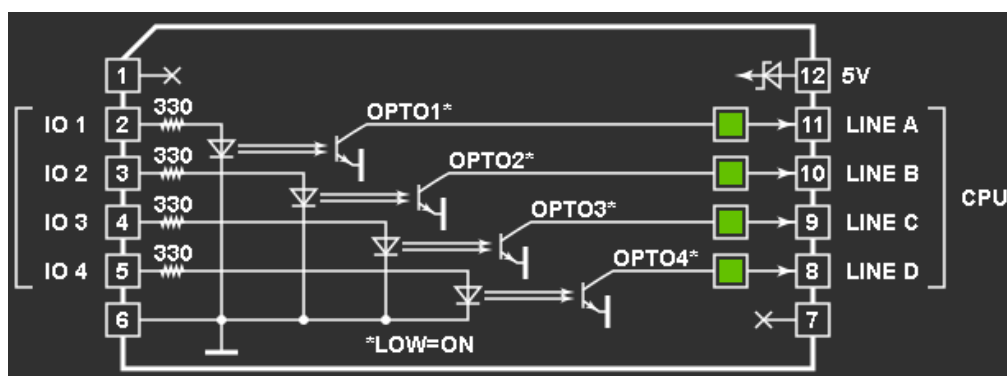 1
12 5V
330
IO 1 2 OPTO1* 11 LINE A
330
IO 2 3 OPTO2* 10 LINE B
CPU
330
IO 3 4 OPTO3* 9 LINE C
330
IO 4 5 OPTO4* 8 LINE D
6 7
*LOW=ON